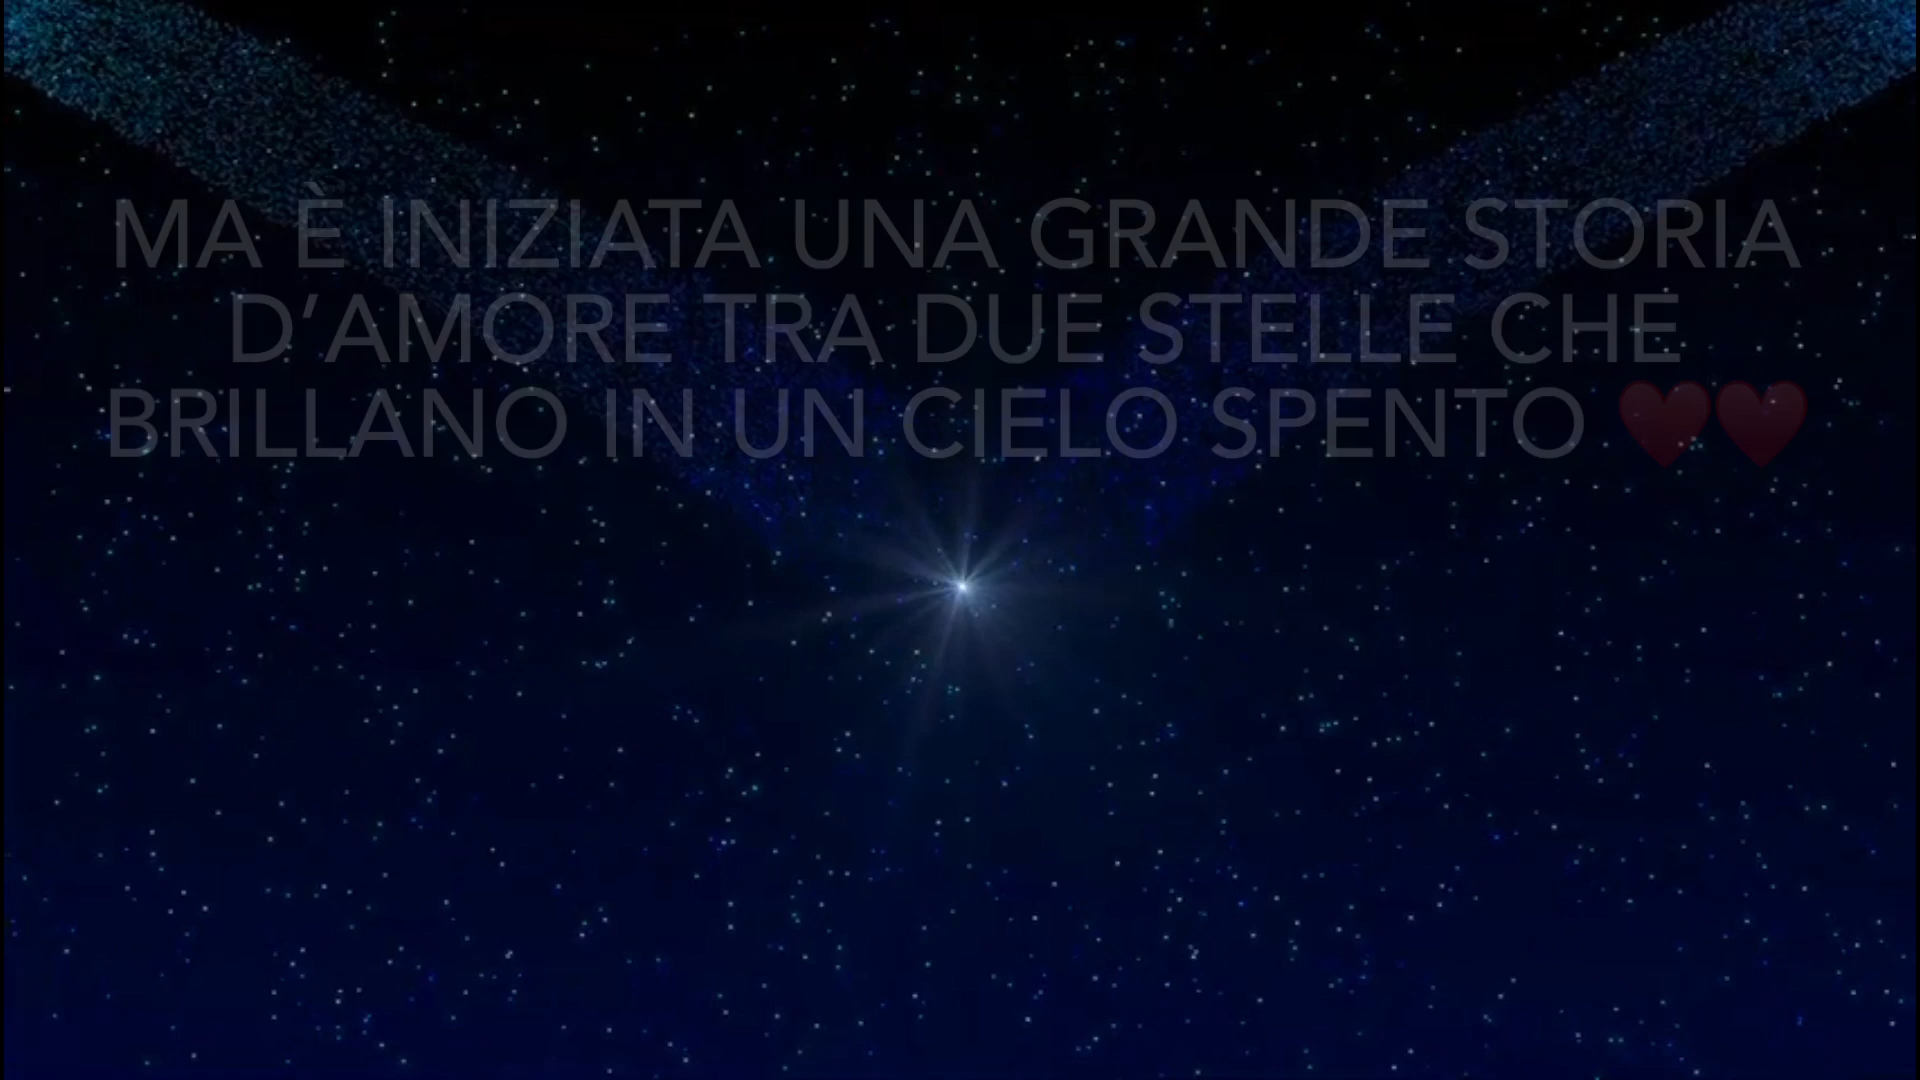 MA È INIZIATA UNA GRANDE STORIA
D’AMORE TRA DUE STELLE CHE
BRILLANO IN UN CIELO SPENTO ♥️♥️